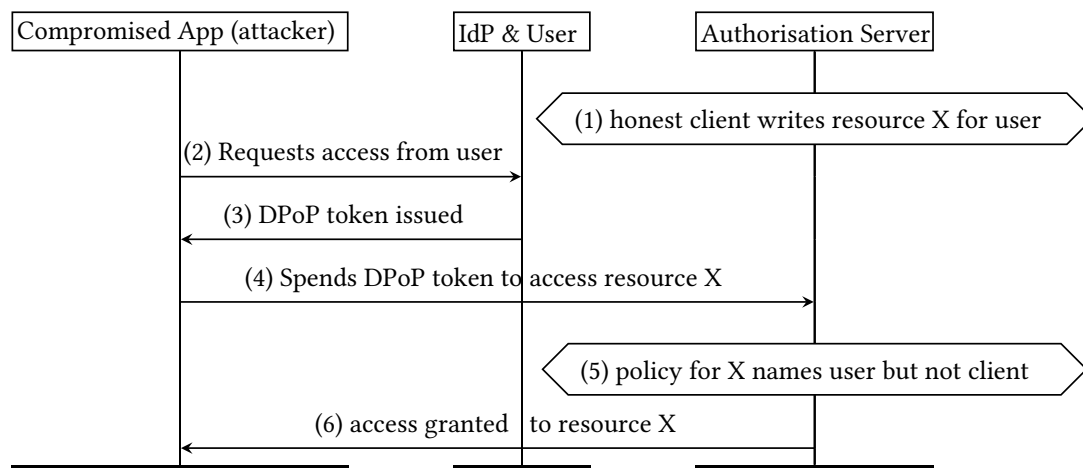 Compromised App (attacker)
IdP & User
Authorisation Server
(1) honest client writes resource X for user
(2) Requests access from user
(3) DPoP token issued
(4) Spends DPoP token to access resource X
(5) policy for X names user but not client
(6) access granted to resource X